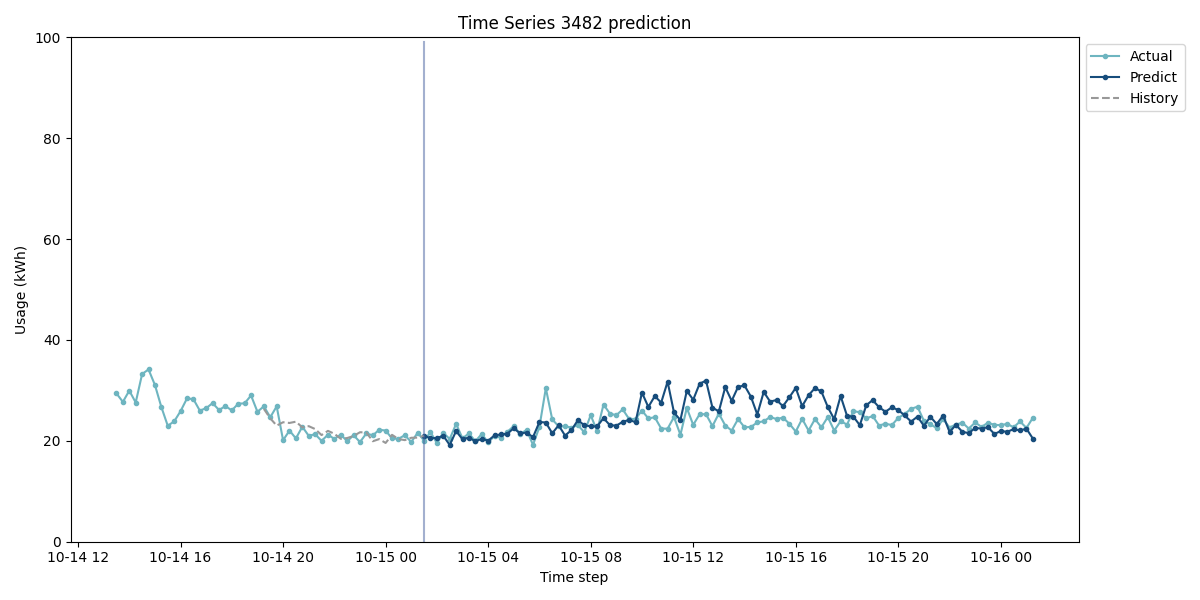 Time Series 3482 prediction
100
80
60
40
20
0
Usage (kWh)
10-14 12
10-14 16
10-14 20
10-15 00
10-15 04
10-15 08
10-15 12
10-15 16
10-15 20
10-16 00
Time step
Actual
Predict
History